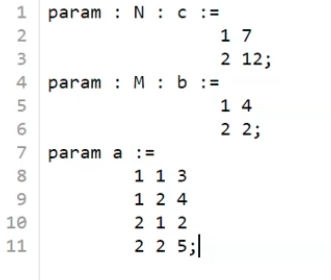 1 param : N : c :=
2 1 7
3 2 12;
4 param : M : b :=
5 1 4
6 2 2;
7 param a :=
8 1 1 3
9 1 2 4
10 2 1 2
11 2 2 5;